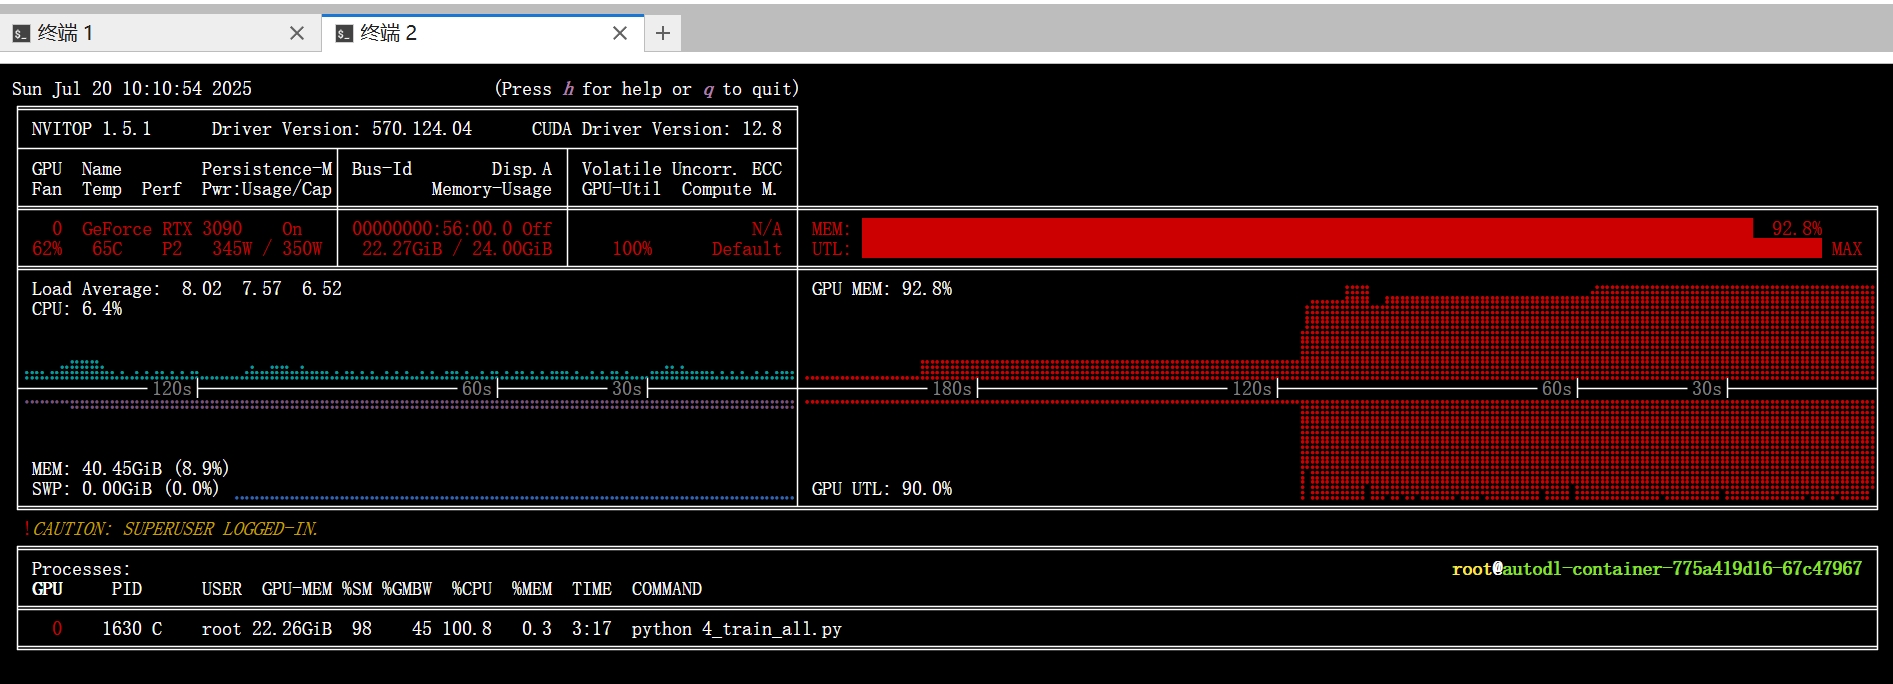 终端 1
终端 2
Sun Jul 20 10:10:54 2025 (Press h for help or q to quit)
NVITOP 1.5.1 Driver Version: 570.124.04 CUDA Driver Version: 12.8
GPU Name Persistence-M Bus-Id Disp.A Volatile Uncorr. ECC
Fan Temp Perf Pwr:Usage/Cap Memory-Usage GPU-Util Compute M.
0 GeForce RTX 3090 On 00000000:56:00.0 Off N/A MEM: 92.8%
62% 65C P2 345W / 350W 22.27GiB / 24.00GiB 100% Default UTL: MAX
Load Average: 8.02 7.57 6.52 GPU MEM: 92.8%
CPU: 6.4%
120s 60s 30s 180s 120s 60s 30s
MEM: 40.45GiB (8.9%)
SWP: 0.00GiB (0.0%) GPU UTL: 90.0%
!CAUTION: SUPERUSER LOGGED-IN.
Processes: root@autodl-container-775a419d16-67c47967
GPU PID USER GPU-MEM %SM %GMBW %CPU %MEM TIME COMMAND
0 1630 C root 22.26GiB 98 45 100.8 0.3 3:17 python 4_train_all.py